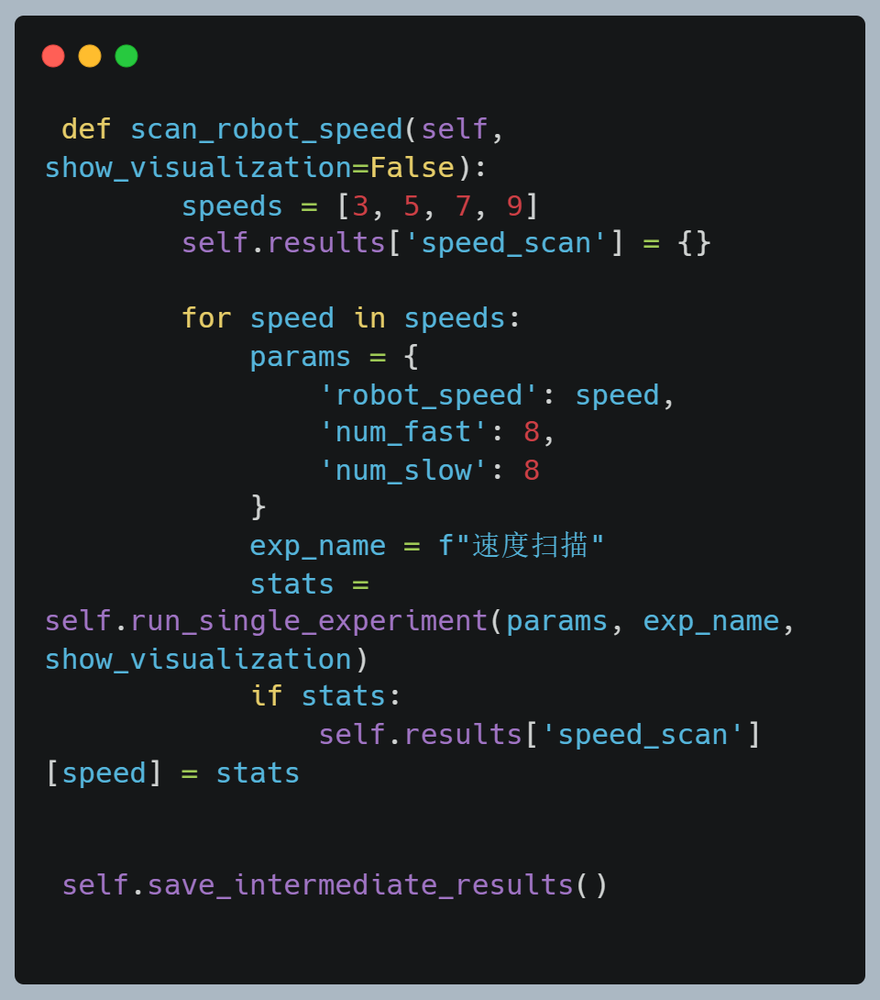 def scan_robot_speed(self,
show_visualization=False):
speeds = [3, 5, 7, 9]
self.results['speed_scan'] = {}
for speed in speeds:
params = {
'robot_speed': speed,
'num_fast': 8,
'num_slow': 8
}
exp_name = f"速度扫描"
stats =
self.run_single_experiment(params, exp_name,
show_visualization)
if stats:
self.results['speed_scan']
[speed] = stats
self.save_intermediate_results()